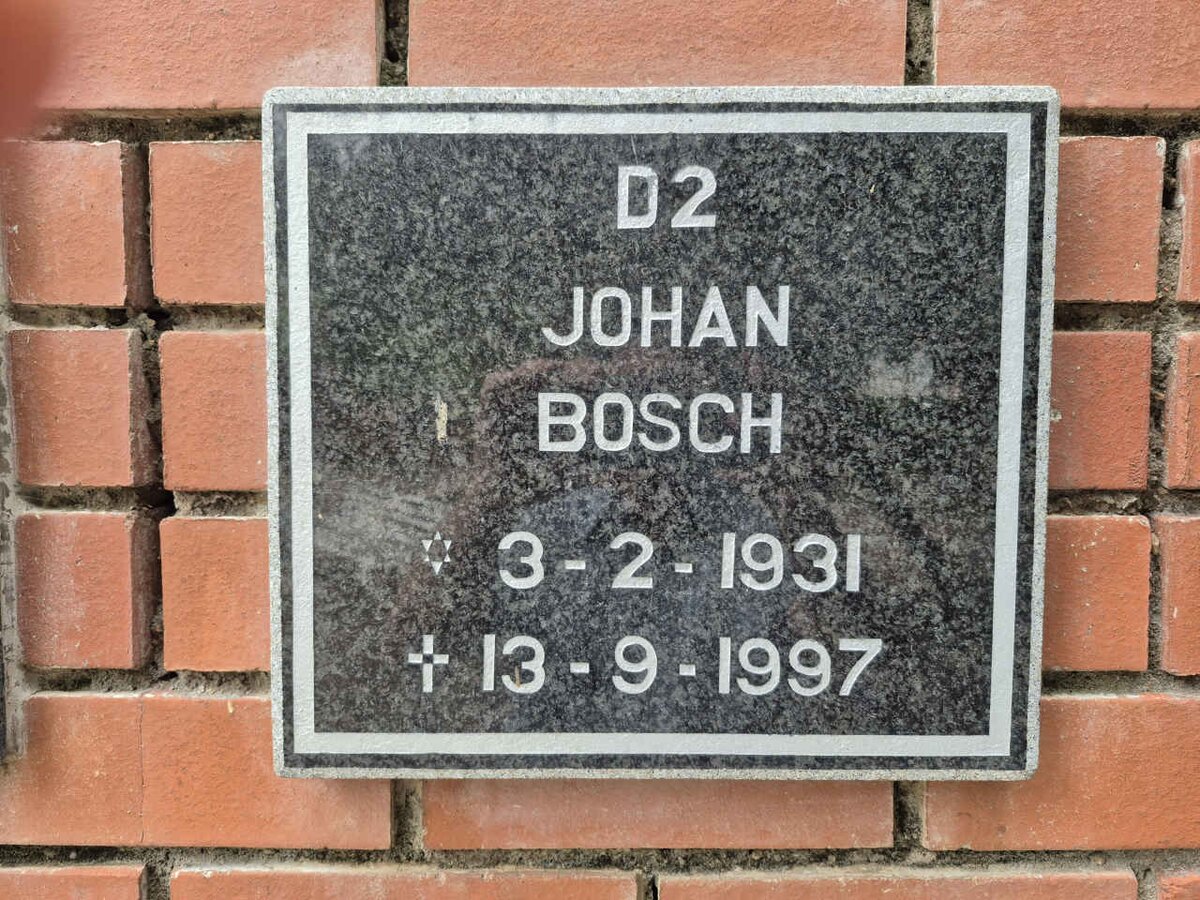 D2
JOHAN
BOSCH
✡ 3 - 2 - 1931
✝ 13 - 9 - 1997